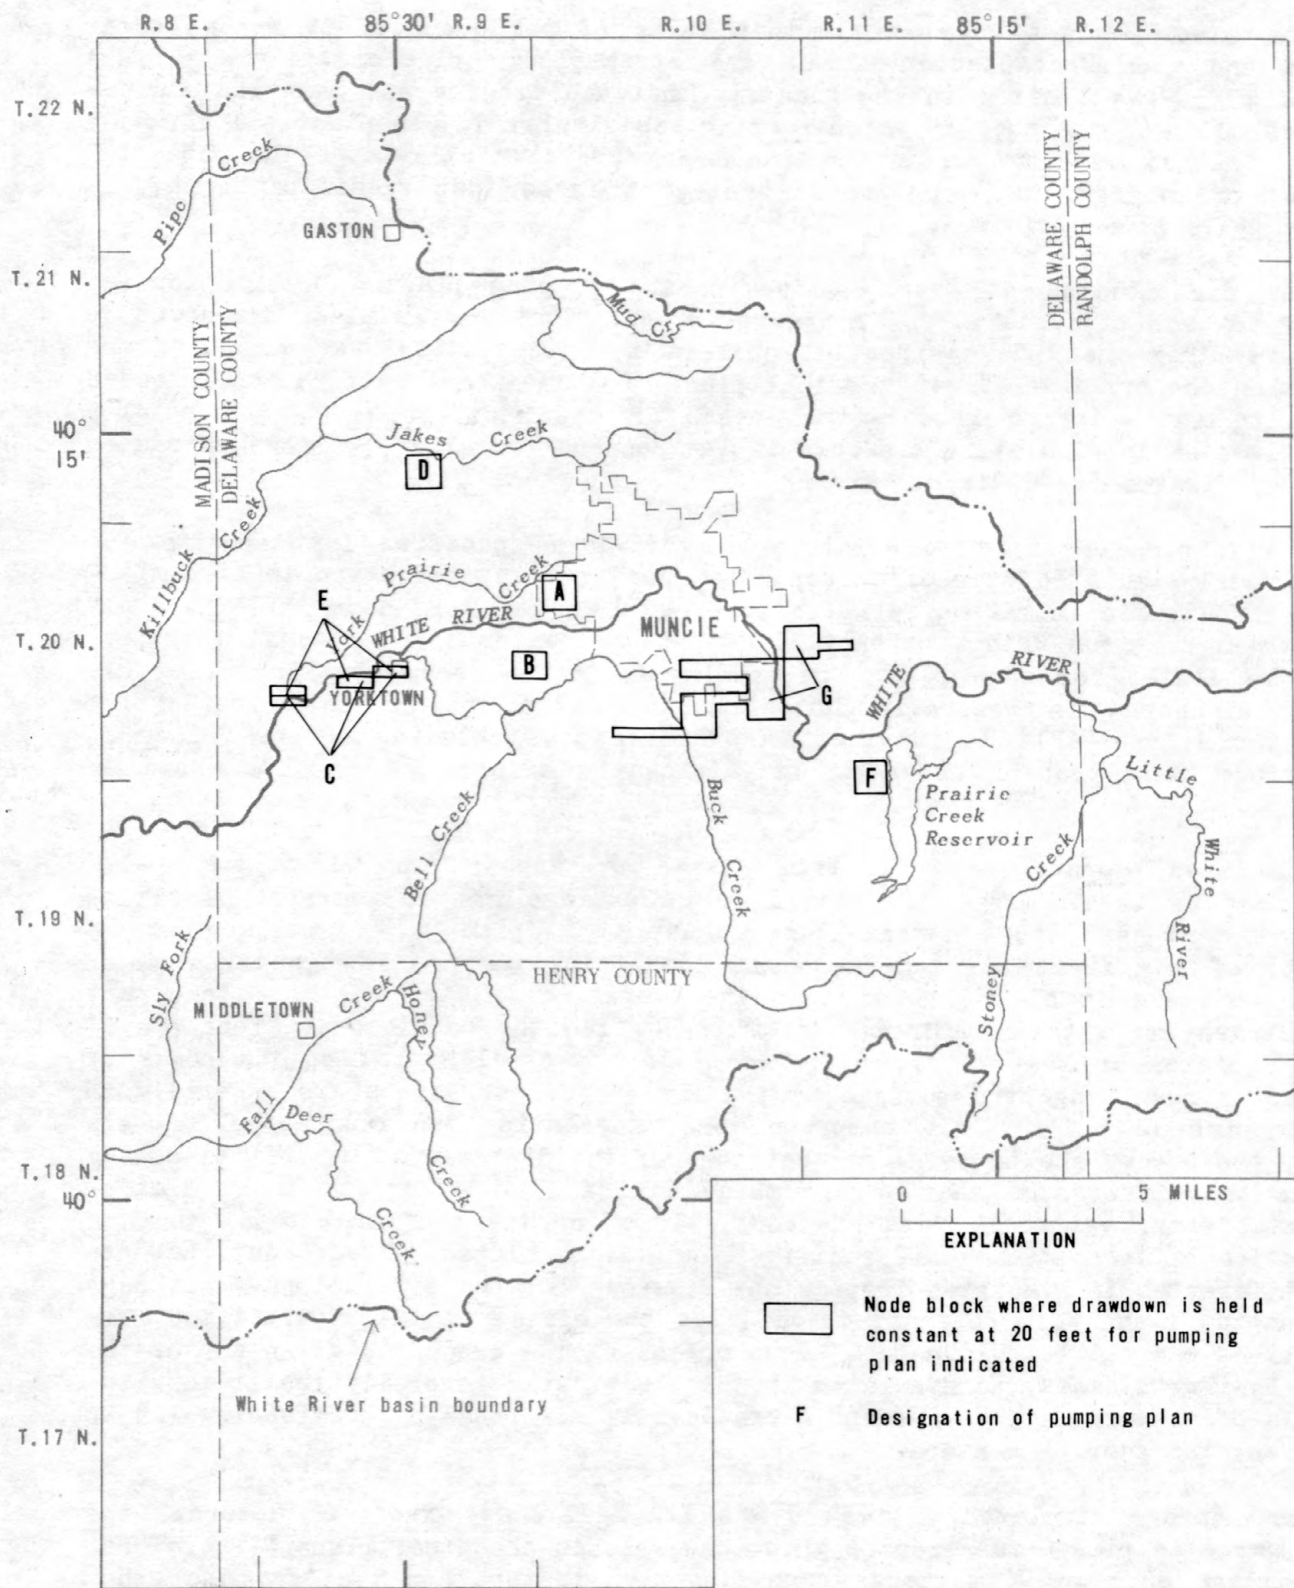 R.8 E.
85°30'
R.9 E.
R.10 E.
R.11 E.
85°15'
R.12 E.
T.22 N.
Pipe Creek
GASTON
T.21 N.
Mud Cr.
MADISON COUNTY
DELAWARE COUNTY
DELAWARE COUNTY
RANDOLPH COUNTY
40°
15'
Jakes Creek
D
Killbuck Creek
York Prairie Creek
A
E
WHITE RIVER
MUNCIE
T.20 N.
B
YORKTOWN
G
WHITE RIVER
C
F
Little White River
Prairie
Creek
Reservoir
Buck Creek
Bell Creek
Stoney Creek
T.19 N.
Sly Fork
HENRY COUNTY
MIDDLETOWN
Fall Creek
Honey Creek
Deer Creek
T.18 N.
40°
0 5 MILES
EXPLANATION
Node block where drawdown is held
constant at 20 feet for pumping
plan indicated
F Designation of pumping plan
White River basin boundary
T.17 N.